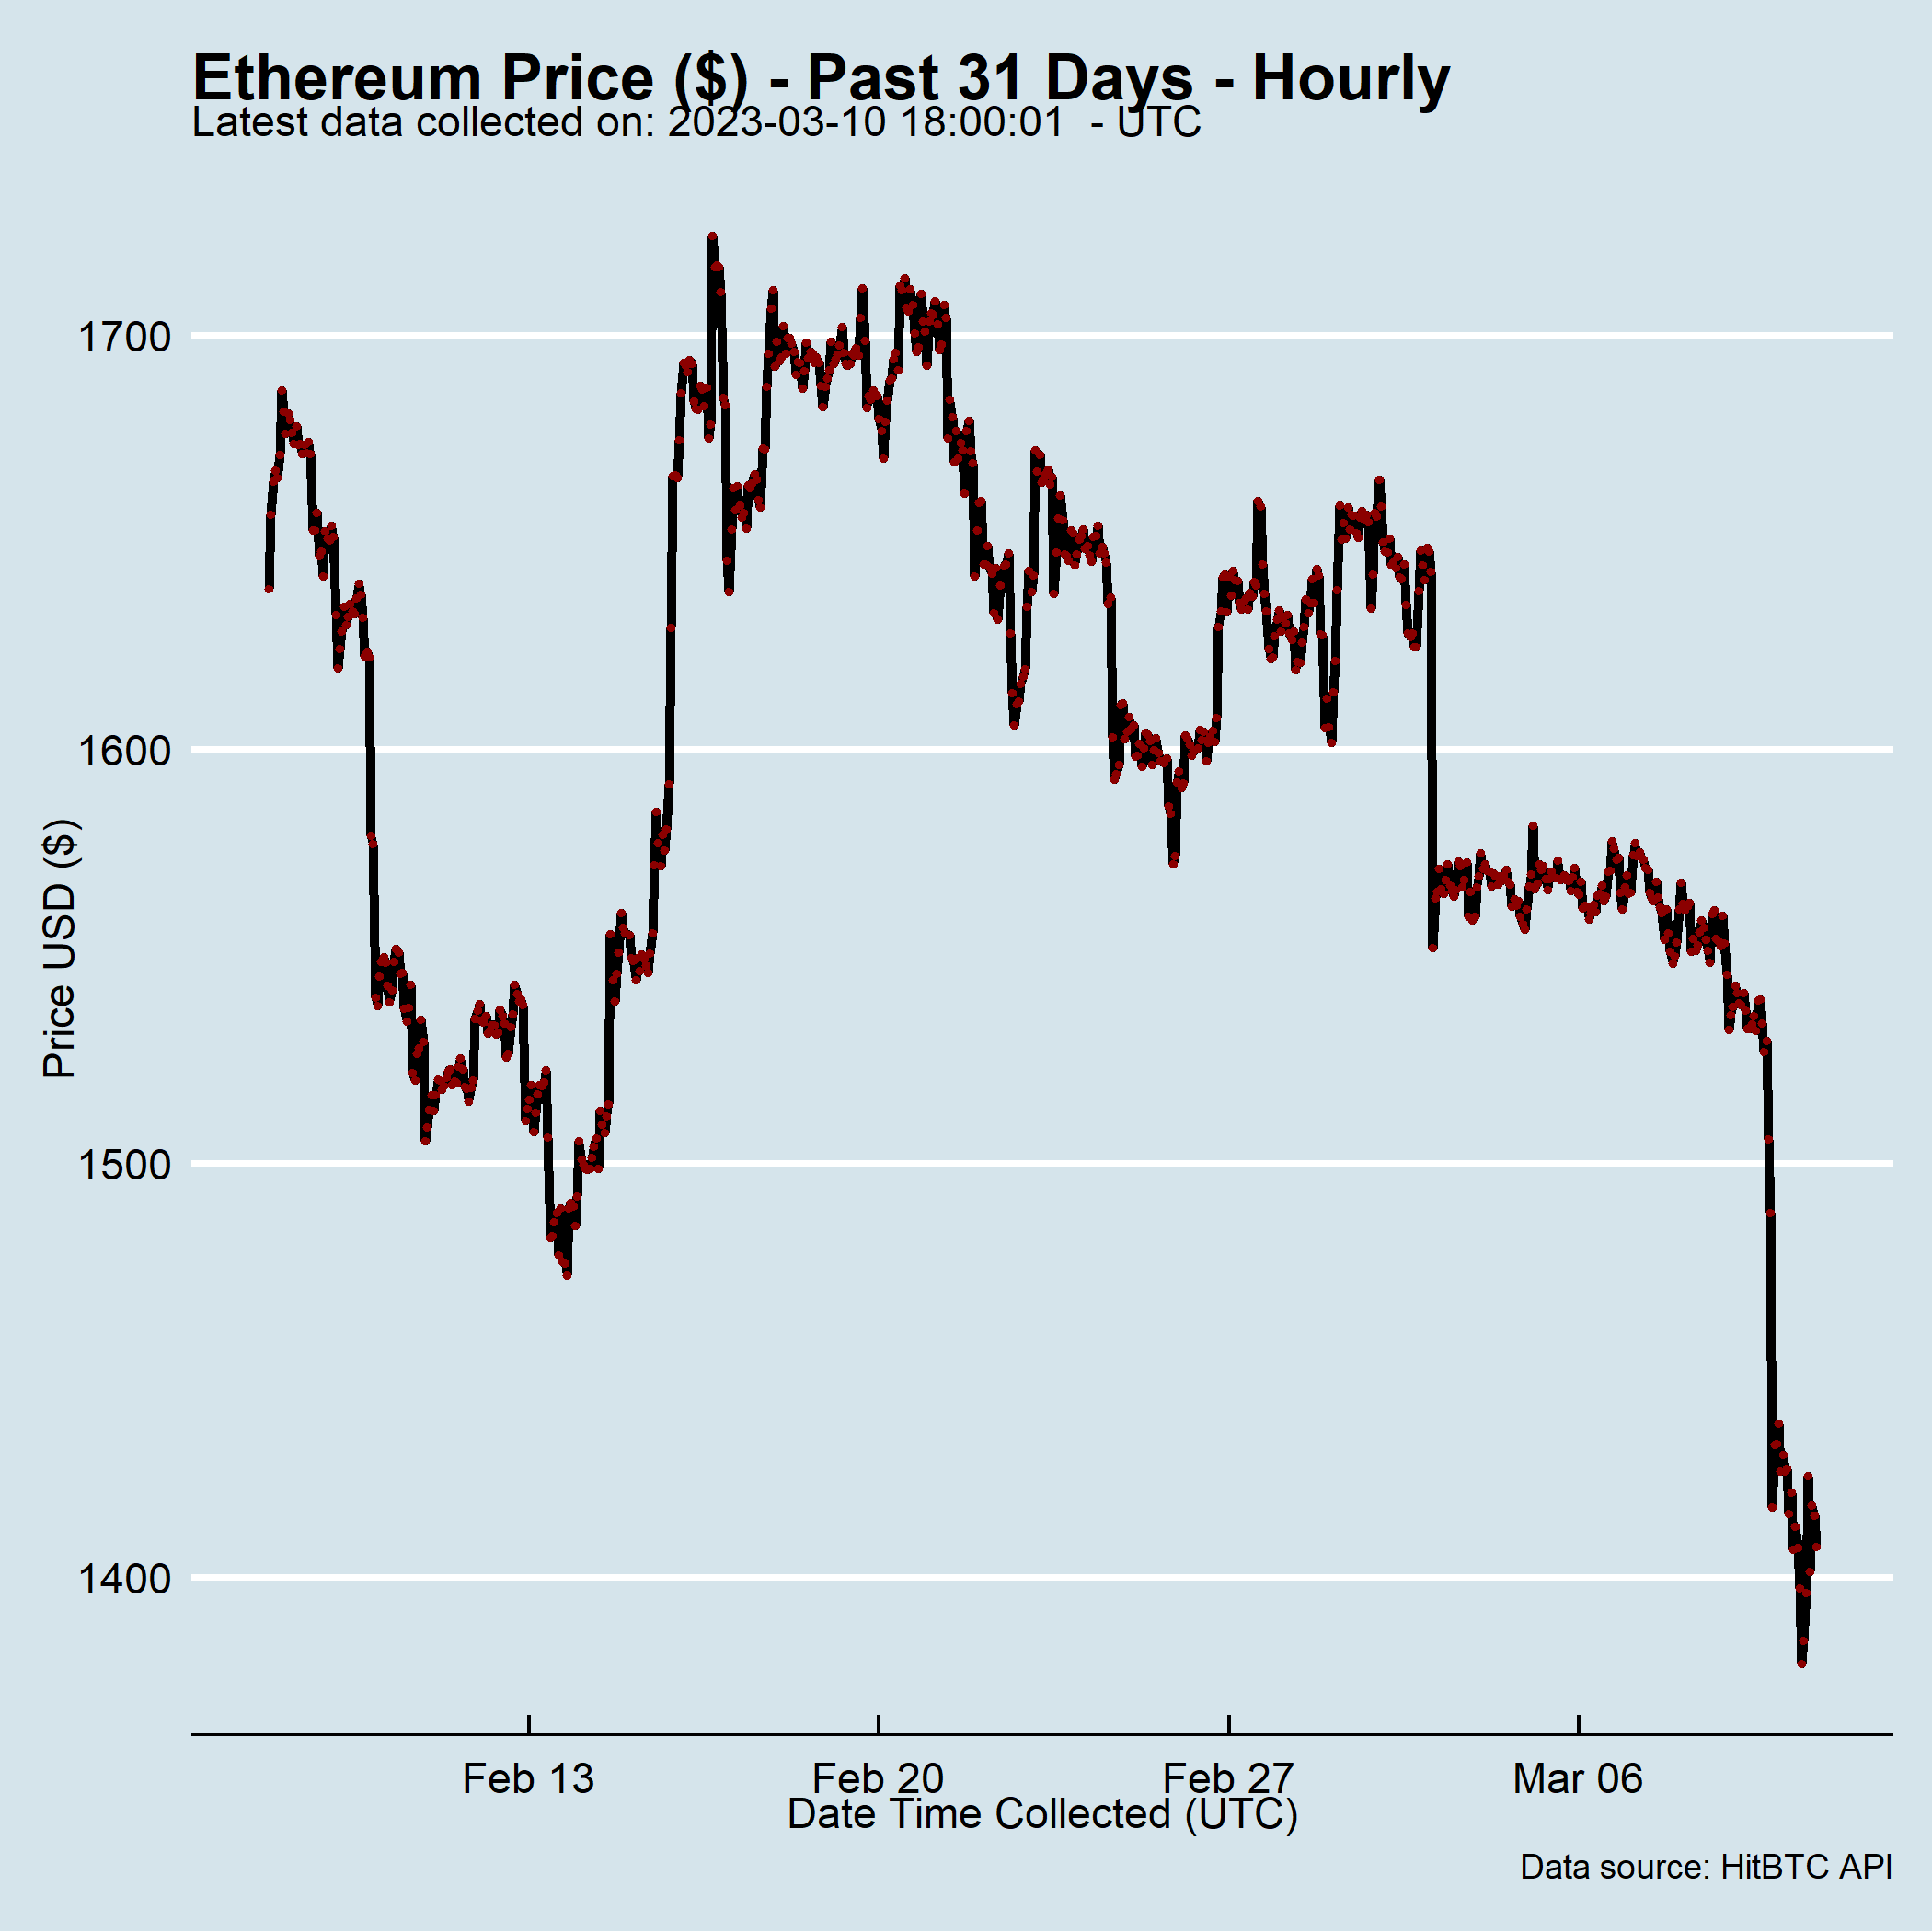 Ethereum Price ($) - Past 31 Days - Hourly
Latest data collected on: 2023-03-10 18:00:01  - UTC
Price USD ($)
1700
1600
1500
1400
Feb 13
Feb 20
Feb 27
Mar 06
Date Time Collected (UTC)
Data source: HitBTC API